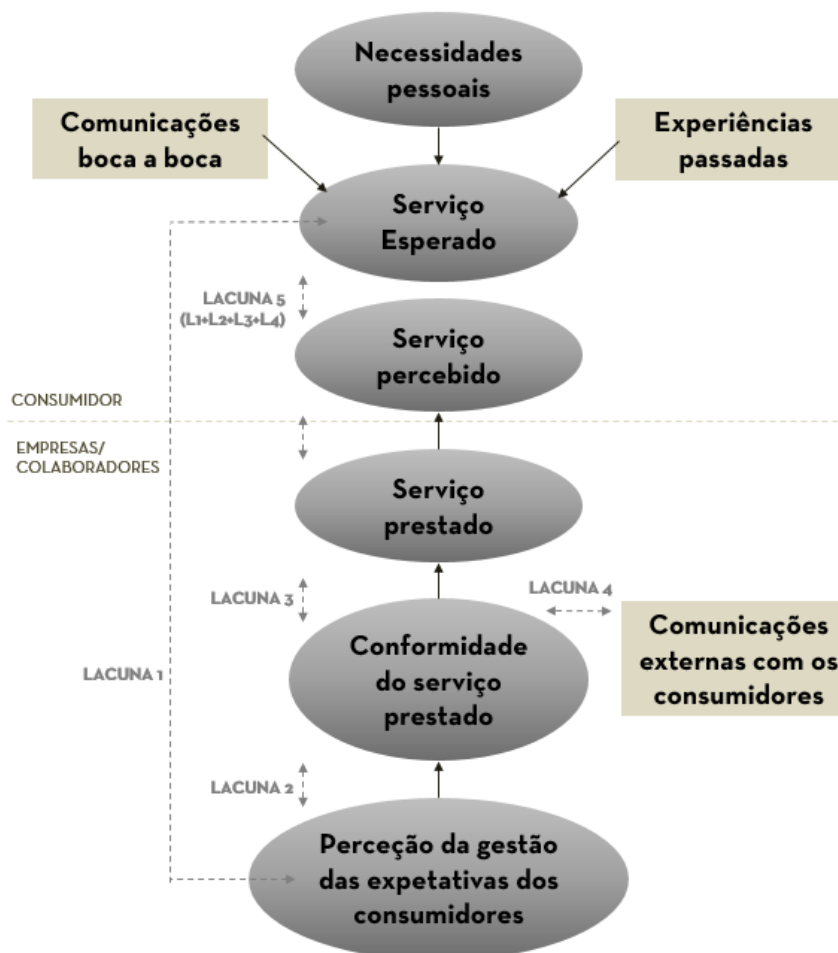 Necessidades
pessoais
Comunicações
boca a boca
Experiências
passadas
Serviço
Esperado
LACUNA 5
(L1+L2+L3+L4)
Serviço
percebido
CONSUMIDOR
EMPRESAS/
COLABORADORES
Serviço
prestado
LACUNA 3
LACUNA 4
Conformidade
do serviço
prestado
Comunicações
externas com os
consumidores
LACUNA 1
LACUNA 2
Perceção da gestão
das expetativas dos
consumidores